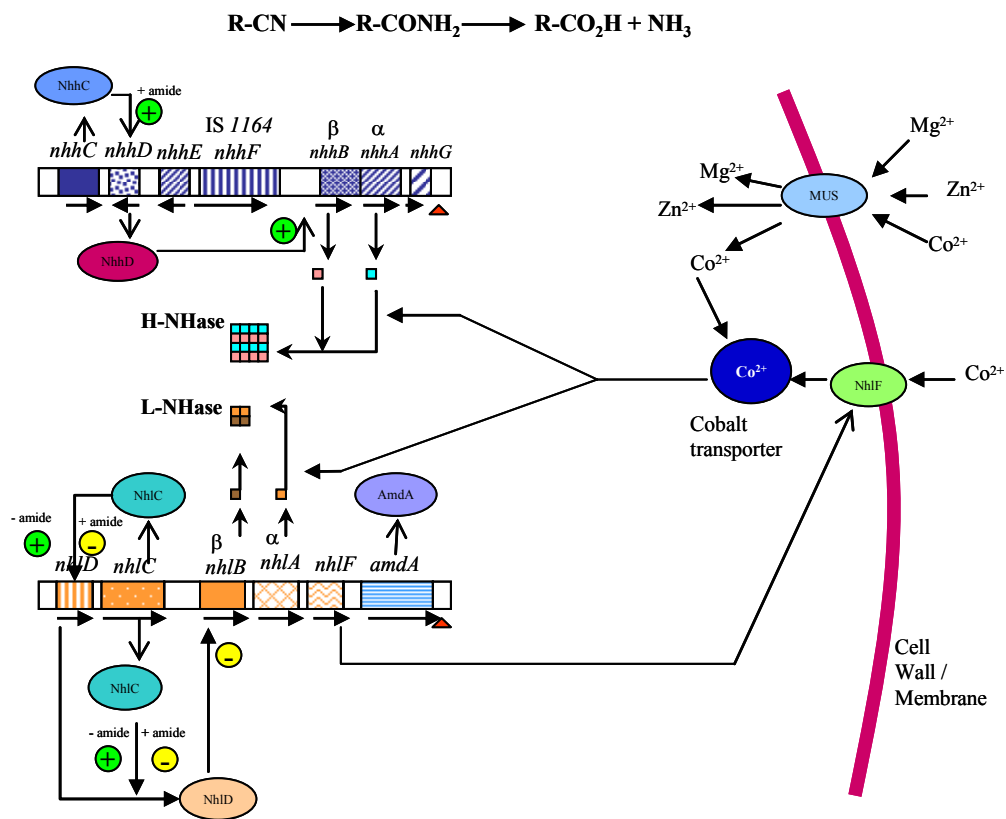 R-CN → R-CONH₂ → R-CO₂H + NH₃
NhhC
+ amide
+
IS 1164
β
α
nhhC nhhD nhhE nhhF nhhB nhhA nhhG
NhhD
+
H-NHase
L-NHase
Mg²⁺
Mg²⁺
MUS
Zn²⁺
Zn²⁺
Co²⁺
Co²⁺
Co²⁺
NhlF
Co²⁺
Cobalt
transporter
NhlC
AmdA
- amide
+ amide
+
-
β
α
nhlD nhlC nhlB nhlA nhlF amdA
-
NhlC
- amide
+ amide
+
-
NhlD
Cell
Wall /
Membrane